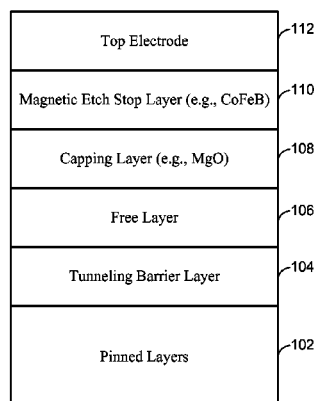 Top Electrode 112
Magnetic Etch Stop Layer (e.g., CoFeB) 110
Capping Layer (e.g., MgO) 108
Free Layer 106
Tunneling Barrier Layer 104
Pinned Layers 102